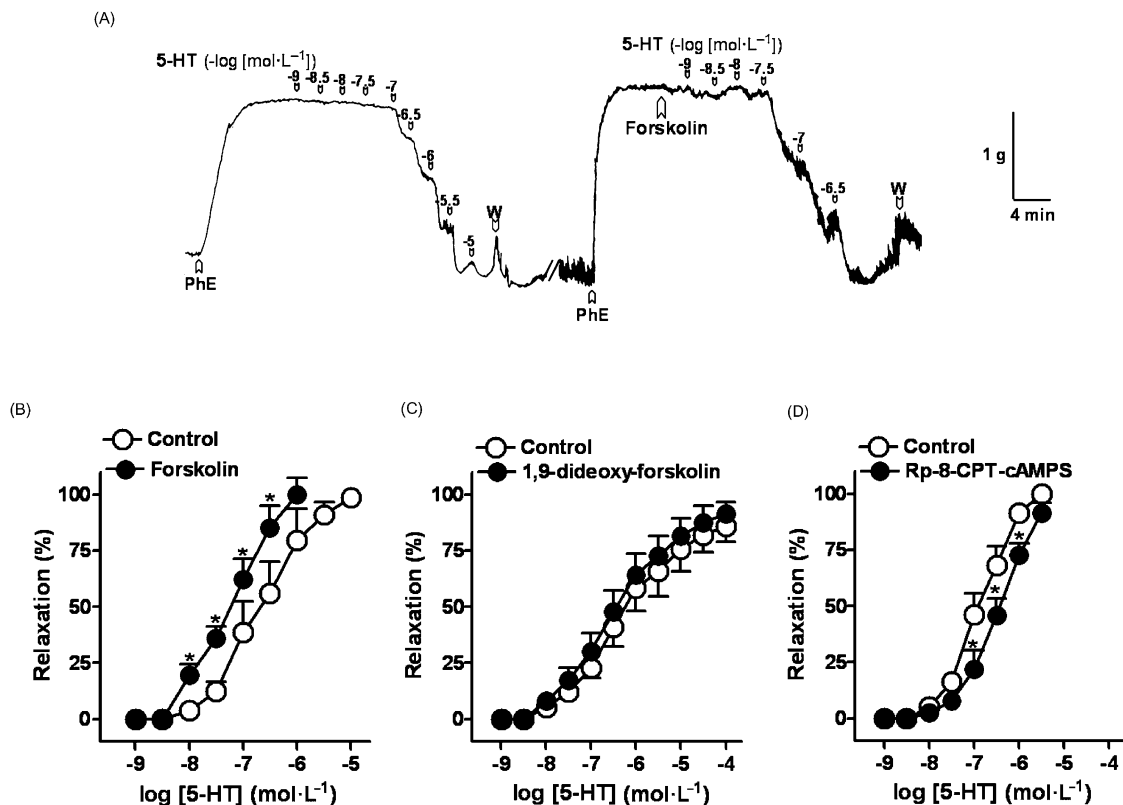 (A)
5-HT (-log [mol·L⁻¹])
-9 -8.5 -8 -7.5 -7
-6.5
-6
-5.5
-5
W
PhE
5-HT (-log [mol·L⁻¹])
-9 -8.5 -8 -7.5
Forskolin
-7
-6.5
W
PhE
1 g
4 min
(B)
Control
Forskolin
Relaxation (%)
100
75
50
25
0
* * * * *
-9 -8 -7 -6 -5
log [5-HT] (mol·L⁻¹)
(C)
Control
1,9-dideoxy-forskolin
Relaxation (%)
100
75
50
25
0
-9 -8 -7 -6 -5 -4
log [5-HT] (mol·L⁻¹)
(D)
Control
Rp-8-CPT-cAMPS
Relaxation (%)
100
75
50
25
0
* * *
-9 -8 -7 -6 -5 -4
log [5-HT] (mol·L⁻¹)